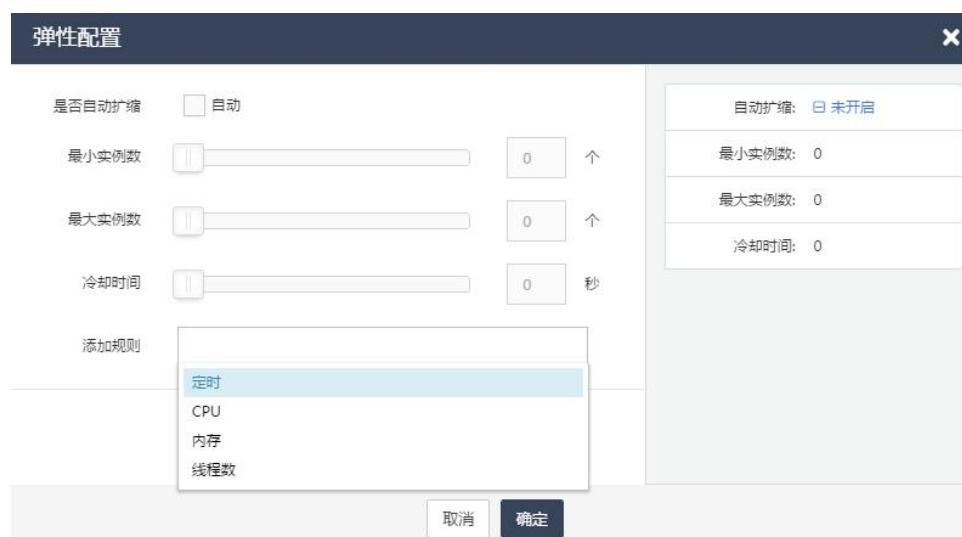 弹性配置
是否自动扩缩 自动
最小实例数 0 个
最大实例数 0 个
冷却时间 0 秒
添加规则
定时
CPU
内存
线程数
自动扩缩: 未开启
最小实例数: 0
最大实例数: 0
冷却时间: 0
取消 确定